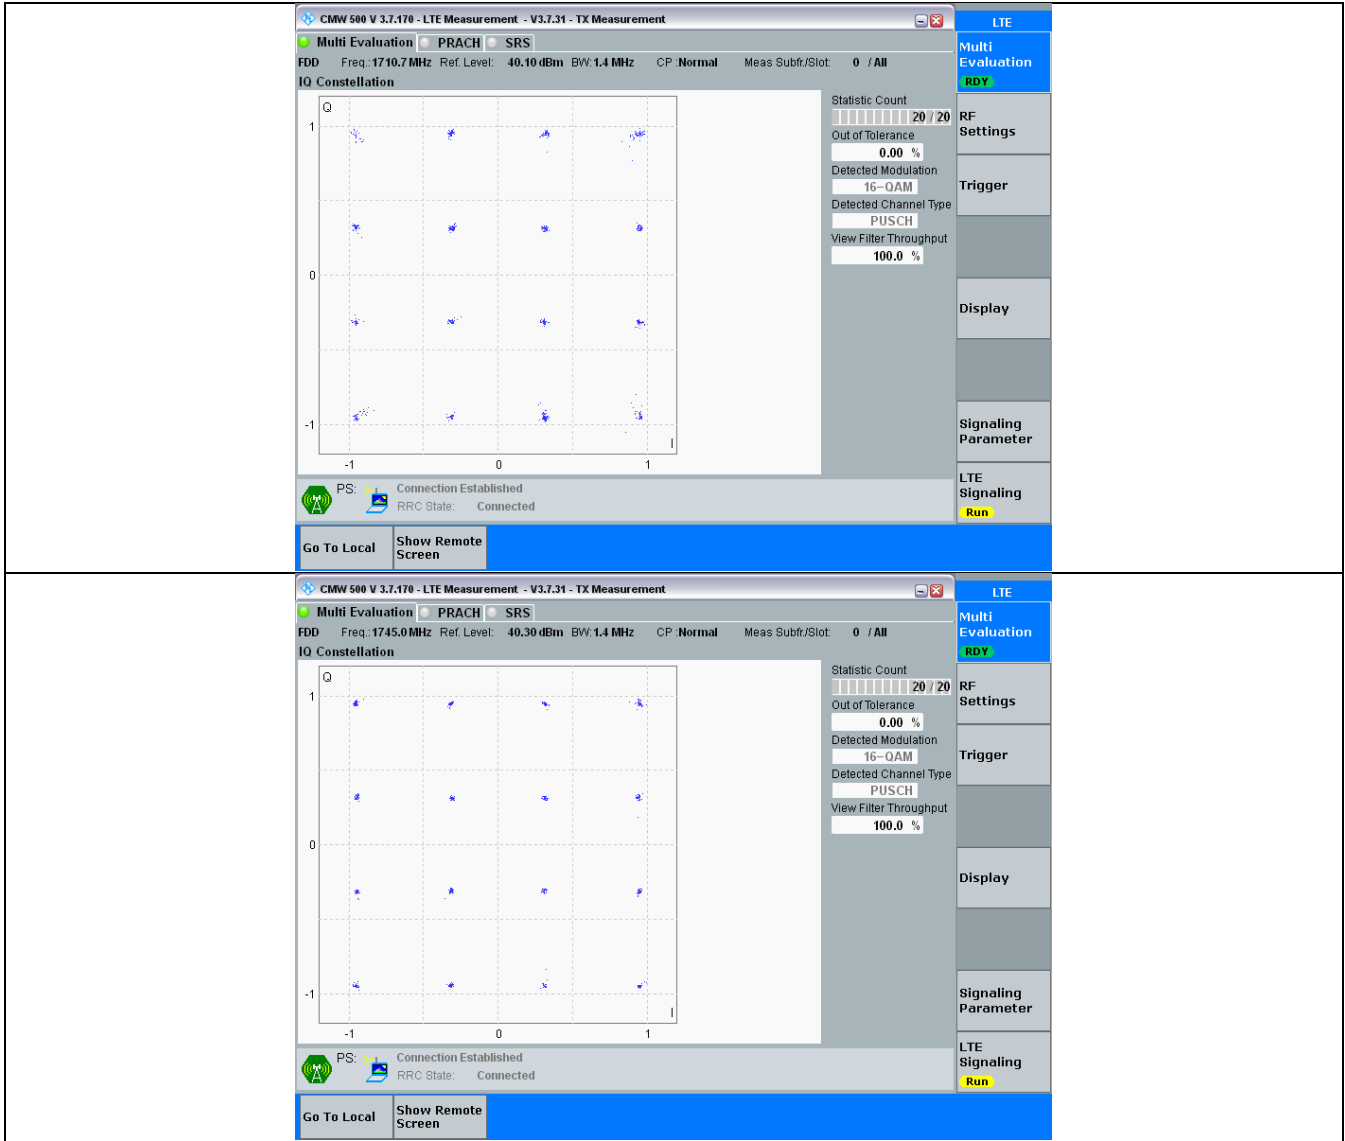 CMW 500 V 3.7.170 - LTE Measurement - V3.7.31 - TX Measurement
LTE
Multi Evaluation PRACH SRS
FDD Freq.: 1710.7 MHz Ref. Level: 40.10 dBm BW: 1.4 MHz CP : Normal Meas Subfr./Slot: 0 / All
IQ Constellation
Q
1
0
-1
-1 0 1
I
Statistic Count
20 / 20
Out of Tolerance
0.00 %
Detected Modulation
16-QAM
Detected Channel Type
PUSCH
View Filter Throughput
100.0 %
Multi
Evaluation
RDY
RF
Settings
Trigger
Display
Signaling
Parameter
LTE
Signaling
Run
PS: Connection Established
RRC State: Connected
Go To Local
Show Remote
Screen
CMW 500 V 3.7.170 - LTE Measurement - V3.7.31 - TX Measurement
LTE
Multi Evaluation PRACH SRS
FDD Freq.: 1745.0 MHz Ref. Level: 40.30 dBm BW: 1.4 MHz CP : Normal Meas Subfr./Slot: 0 / All
IQ Constellation
Q
1
0
-1
-1 0 1
I
Statistic Count
20 / 20
Out of Tolerance
0.00 %
Detected Modulation
16-QAM
Detected Channel Type
PUSCH
View Filter Throughput
100.0 %
Multi
Evaluation
RDY
RF
Settings
Trigger
Display
Signaling
Parameter
LTE
Signaling
Run
PS: Connection Established
RRC State: Connected
Go To Local
Show Remote
Screen